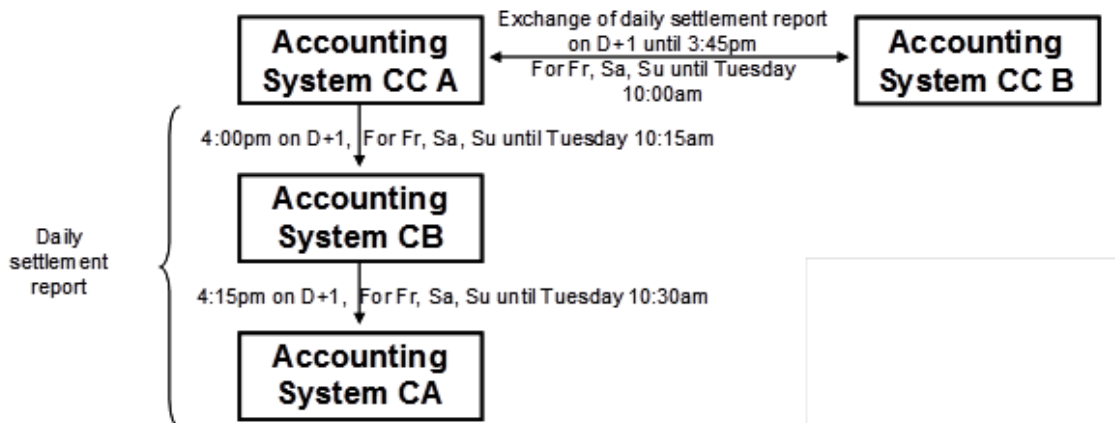 Accounting
System CC A
Exchange of daily settlement report
on D+1 until 3:45pm
For Fr, Sa, Su until Tuesday
10:00am
Accounting
System CC B
4:00pm on D+1, For Fr, Sa, Su until Tuesday 10:15am
Accounting
System CB
Daily
settlement
report
4:15pm on D+1, For Fr, Sa, Su until Tuesday 10:30am
Accounting
System CA